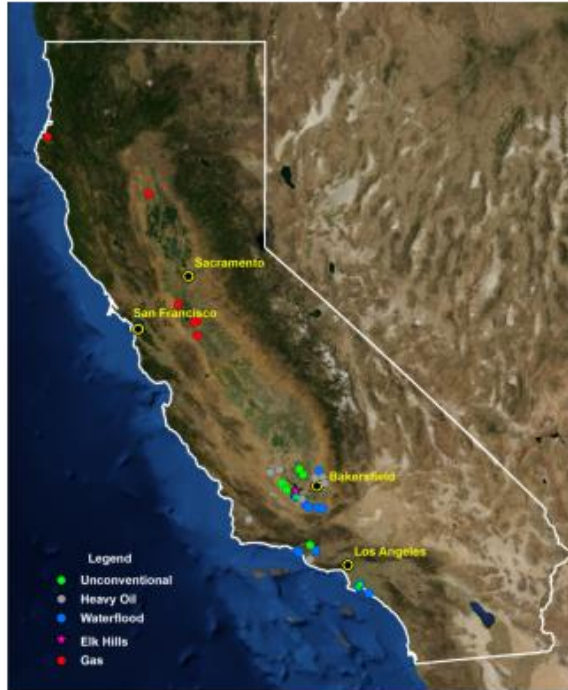 Sacramento
San Francisco
Bakersfield
Los Angeles
Legend
Unconventional
Heavy Oil
Waterflood
Elk Hills
Gas